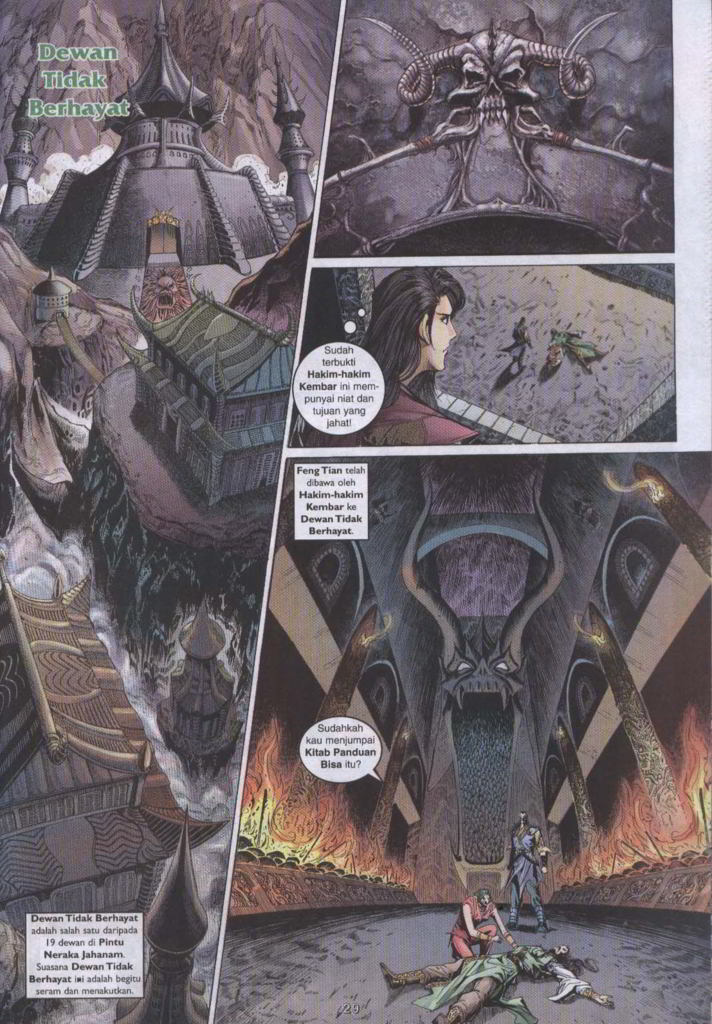 Dewan
Tidak
Berhayat
Dewan Tidak Berhayat
adalah salah satu daripada
19 dewan di Pintu
Neraka Jahanam.
Suasana Dewan Tidak
Berhayat ini adalah begitu
seram dan menakutkan.
Sudah
terbukti
Hakim-hakim
Kembar ini mem-
punyai niat dan
tujuan yang
jahat!
Feng Tian telah
dibawa oleh
Hakim-hakim
Kembar ke
Dewan Tidak
Berhayat.
Sudahkah
kau menjumpai
Kitab Panduan
Bisa itu?
29